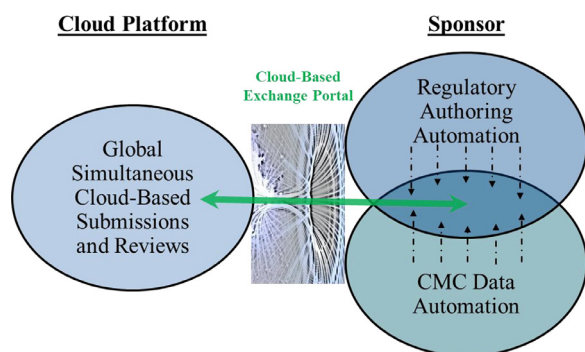 Cloud Platform
Sponsor
Cloud-Based
Exchange Portal
Regulatory
Authoring
Automation
Global
Simultaneous
Cloud-Based
Submissions
and Reviews
CMC Data
Automation